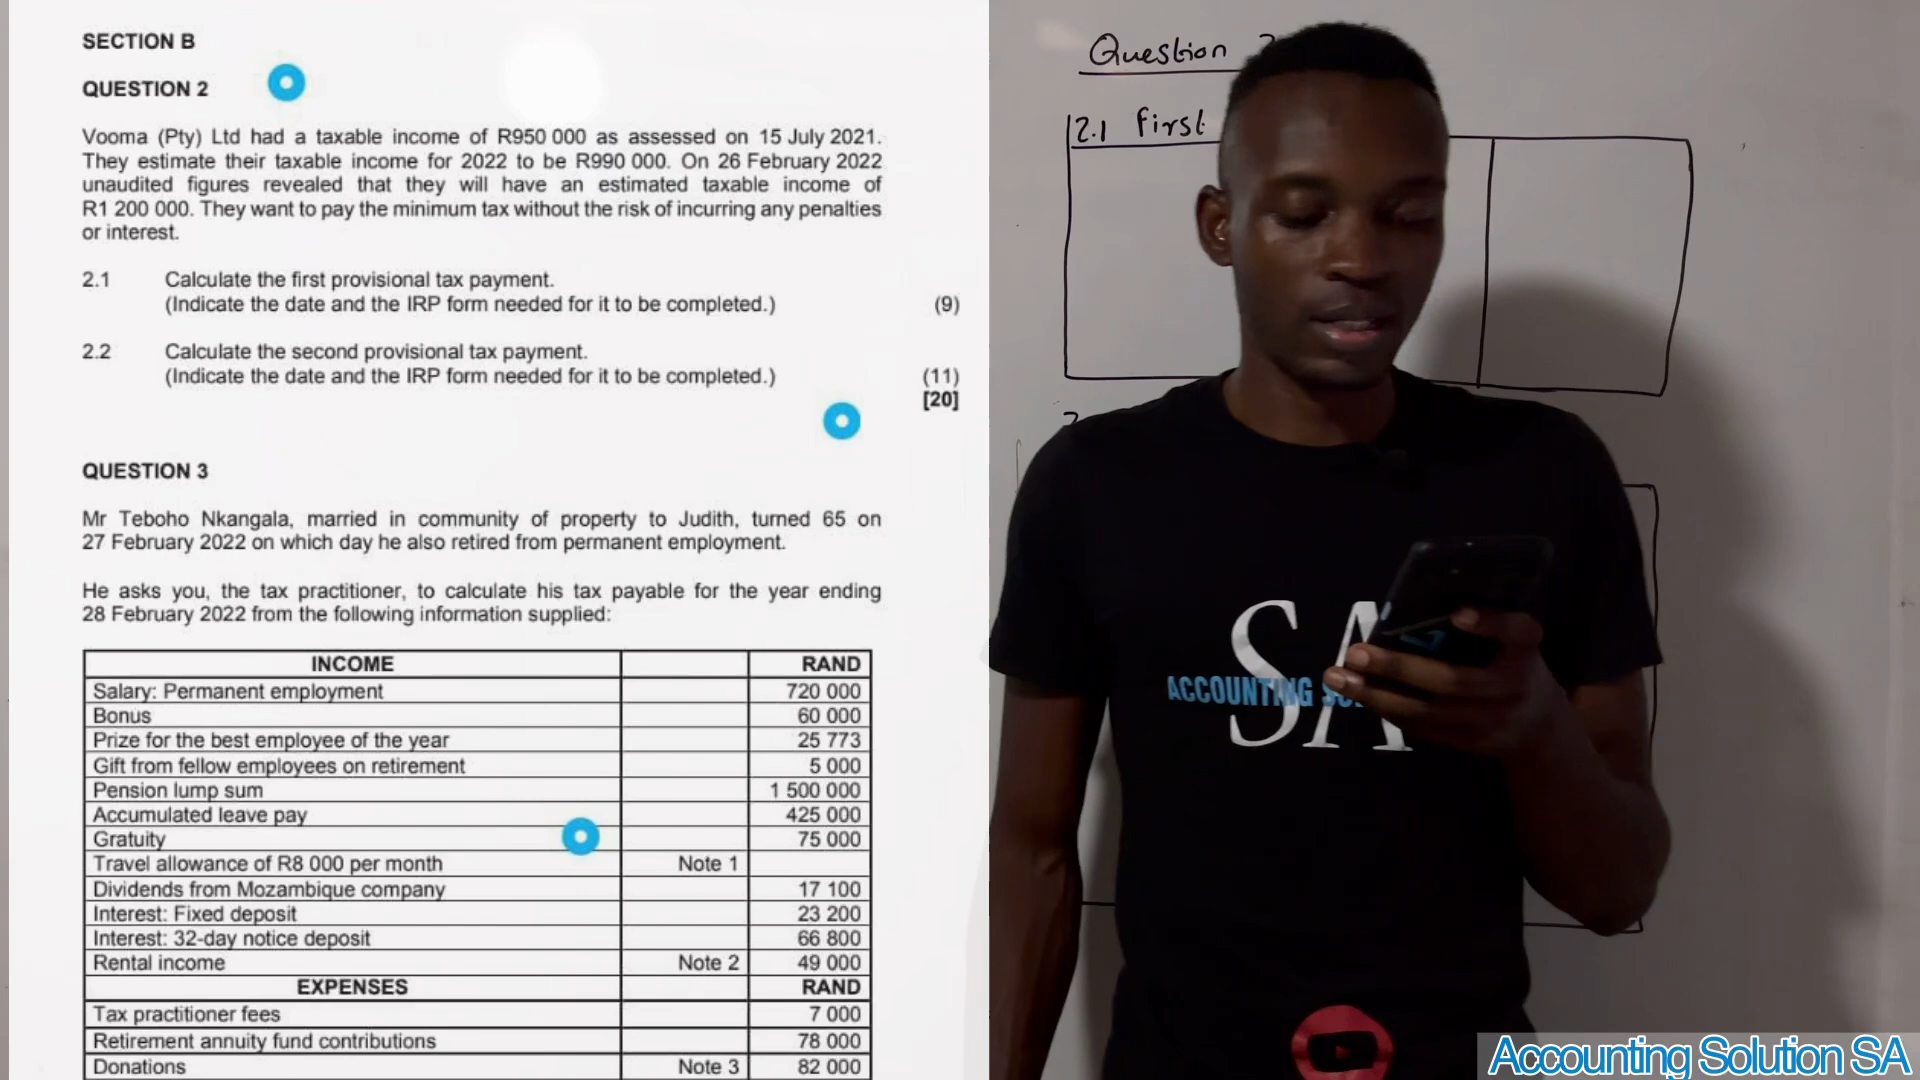 SECTION B
QUESTION 2
Vooma (Pty) Ltd had a taxable income of R950 000 as assessed on 15 July 2021.
They estimate their taxable income for 2022 to be R990 000. On 26 February 2022
unaudited figures revealed that they will have an estimated taxable income of
R1 200 000. They want to pay the minimum tax without the risk of incurring any penalties
or interest.
2.1 Calculate the first provisional tax payment.
(Indicate the date and the IRP form needed for it to be completed.) (9)
2.2 Calculate the second provisional tax payment.
(Indicate the date and the IRP form needed for it to be completed.) (11)
[20]
QUESTION 3
Mr Teboho Nkangala, married in community of property to Judith, turned 65 on
27 February 2022 on which day he also retired from permanent employment.
He asks you, the tax practitioner, to calculate his tax payable for the year ending
28 February 2022 from the following information supplied:
INCOME RAND
Salary: Permanent employment 720 000
Bonus 60 000
Prize for the best employee of the year 25 773
Gift from fellow employees on retirement 5 000
Pension lump sum 1 500 000
Accumulated leave pay 425 000
Gratuity 75 000
Travel allowance of R8 000 per month Note 1
Dividends from Mozambique company 17 100
Interest: Fixed deposit 23 200
Interest: 32-day notice deposit 66 800
Rental income Note 2 49 000
EXPENSES RAND
Tax practitioner fees 7 000
Retirement annuity fund contributions 78 000
Donations Note 3 82 000
Question
2.1 first
SA
ACCOUNTING
Accounting Solution SA